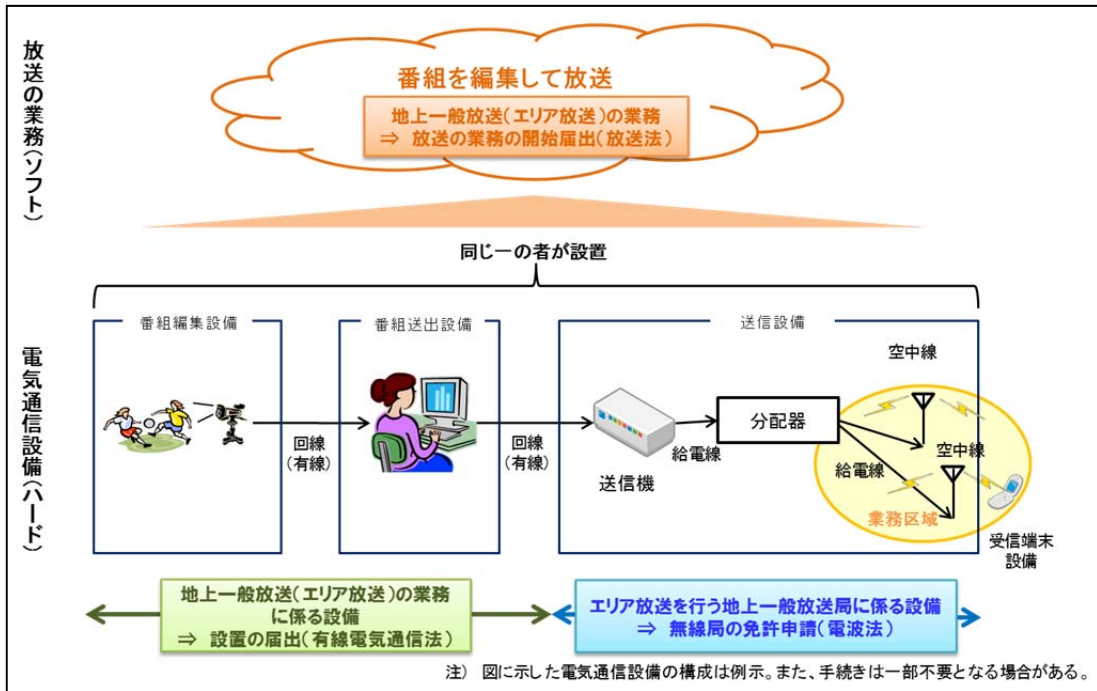 放送の業務(ソフト)
番組を編集して放送
地上一般放送(エリア放送)の業務
⇒ 放送の業務の開始届出(放送法)
同じ一の者が設置
電気通信設備(ハード)
番組編集設備
番組送出設備
送信設備
空中線
分配器
回線
(有線)
回線
(有線)
給電線
送信機
空中線
給電線
業務区域
受信端末
設備
地上一般放送(エリア放送)の業務
に係る設備
⇒ 設置の届出(有線電気通信法)
エリア放送を行う地上一般放送局に係る設備
⇒ 無線局の免許申請(電波法)
注) 図に示した電気通信設備の構成は例示。また、手続きは一部不要となる場合がある。